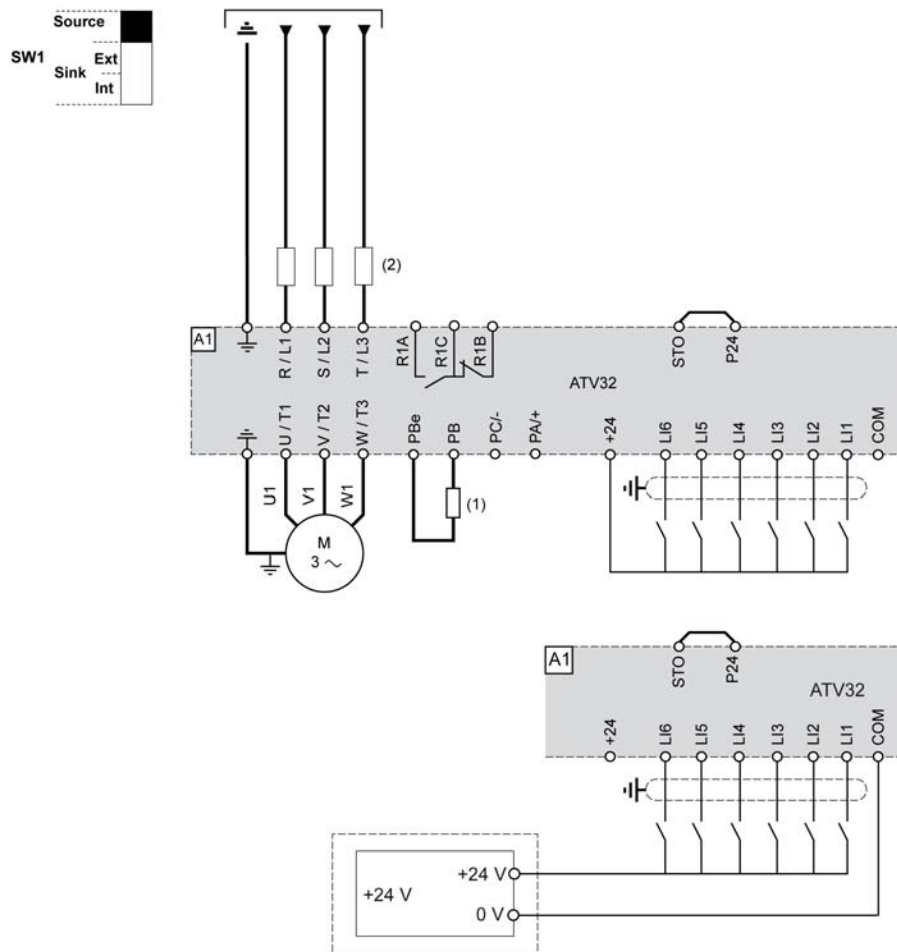 Source
SW1
Sink
Ext
Int
(2)
A1
R / L1
S / L2
T / L3
R1A
R1C
R1B
STO
P24
ATV32
U / T1
V / T2
W / T3
PBe
PB
PC/-
PA/+
+24
LI6
LI5
LI4
LI3
LI2
LI1
COM
U1
V1
W1
(1)
M
3 ~
A1
STO
P24
ATV32
+24
LI6
LI5
LI4
LI3
LI2
LI1
COM
+24 V
+24 V
0 V